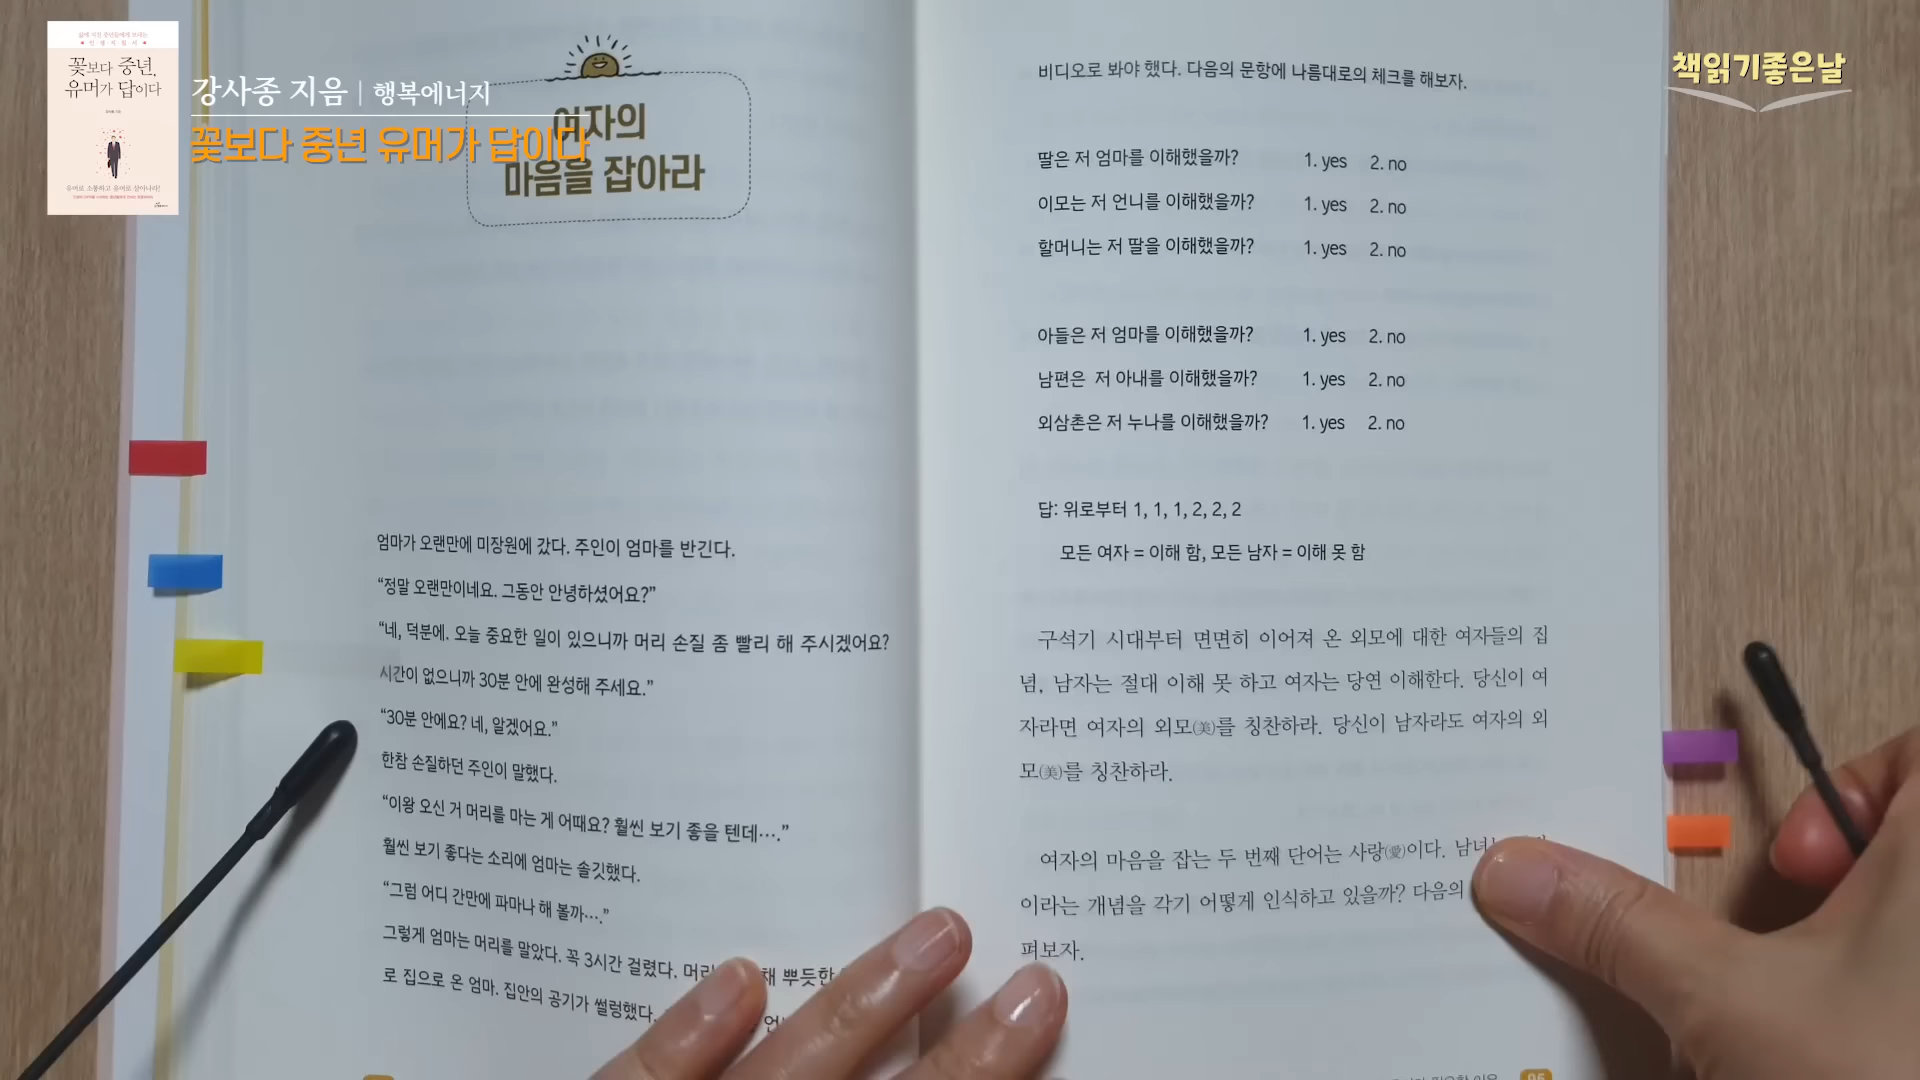 꽃보다 중년,
유머가 답이다
강사종 지음 | 행복에너지
꽃보다 중년 유머가 답이다
책읽기좋은날
여자의
마음을 잡아라
엄마가 오랜만에 미장원에 갔다. 주인이 엄마를 반긴다.
“정말 오랜만이네요. 그동안 안녕하셨어요?”
“네, 덕분에. 오늘 중요한 일이 있으니까 머리 손질 좀 빨리 해 주시겠어요?
시간이 없으니까 30분 안에 완성해 주세요.”
“30분 안에요? 네, 알겠어요.”
한참 손질하던 주인이 말했다.
“이왕 오신 거 머리를 마는 게 어때요? 훨씬 보기 좋을 텐데….”
훨씬 보기 좋다는 소리에 엄마는 솔깃했다.
“그럼 어디 간만에 파마나 해 볼까….”
그렇게 엄마는 머리를 말았다. 꼭 3시간 걸렸다. 채 뿌듯한
로 집으로 온 엄마. 집안의 공기가 썰렁했다.
비디오로 봐야 했다. 다음의 문항에 나름대로의 체크를 해보자.
딸은 저 엄마를 이해했을까? 1. yes 2. no
이모는 저 언니를 이해했을까? 1. yes 2. no
할머니는 저 딸을 이해했을까? 1. yes 2. no
아들은 저 엄마를 이해했을까? 1. yes 2. no
남편은 저 아내를 이해했을까? 1. yes 2. no
외삼촌은 저 누나를 이해했을까? 1. yes 2. no
답: 위로부터 1, 1, 1, 2, 2, 2
모든 여자 = 이해 함, 모든 남자 = 이해 못 함
구석기 시대부터 면면히 이어져 온 외모에 대한 여자들의 집
념, 남자는 절대 이해 못 하고 여자는 당연 이해한다. 당신이 여
자라면 여자의 외모(美)를 칭찬하라. 당신이 남자라도 여자의 외
모(美)를 칭찬하라.
여자의 마음을 잡는 두 번째 단어는 사랑(愛)이다.
이라는 개념을 각기 어떻게 인식하고 있을까? 다음의
펴보자.